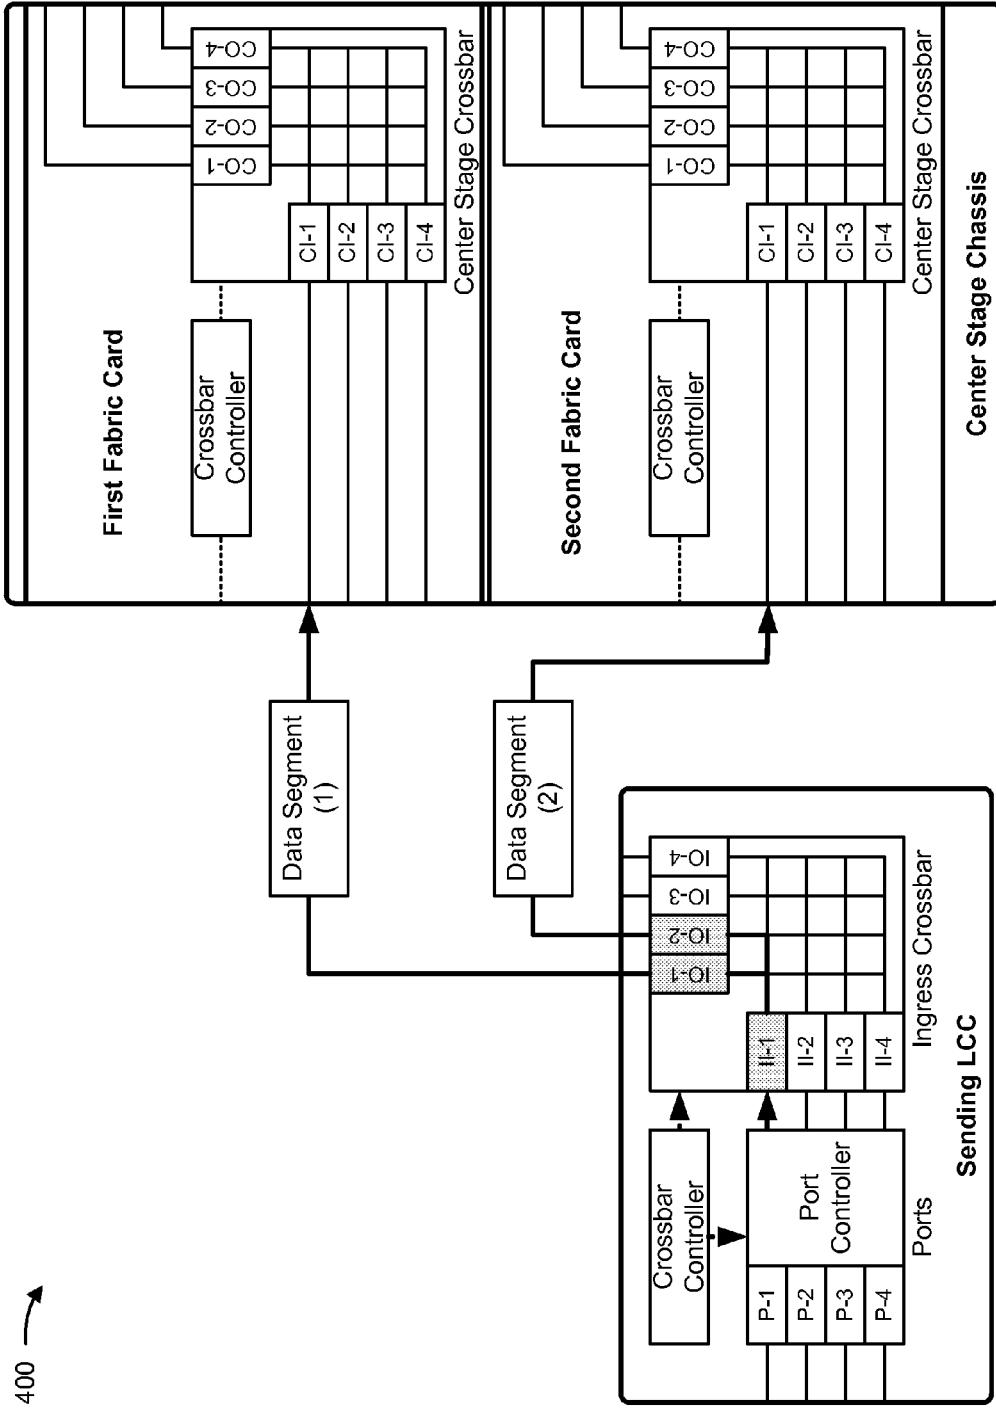 400
First Fabric Card
Crossbar
Controller
CO-1
CO-2
CO-3
CO-4
CI-1
CI-2
CI-3
CI-4
Center Stage Crossbar
Second Fabric Card
Crossbar
Controller
CO-1
CO-2
CO-3
CO-4
CI-1
CI-2
CI-3
CI-4
Center Stage Crossbar
Center Stage Chassis
Data Segment
(1)
Data Segment
(2)
Crossbar
Controller
IO-1
IO-2
IO-3
IO-4
P-1
P-2
P-3
P-4
Port
Controller
II-1
II-2
II-3
II-4
Ports
Ingress Crossbar
Sending LCC